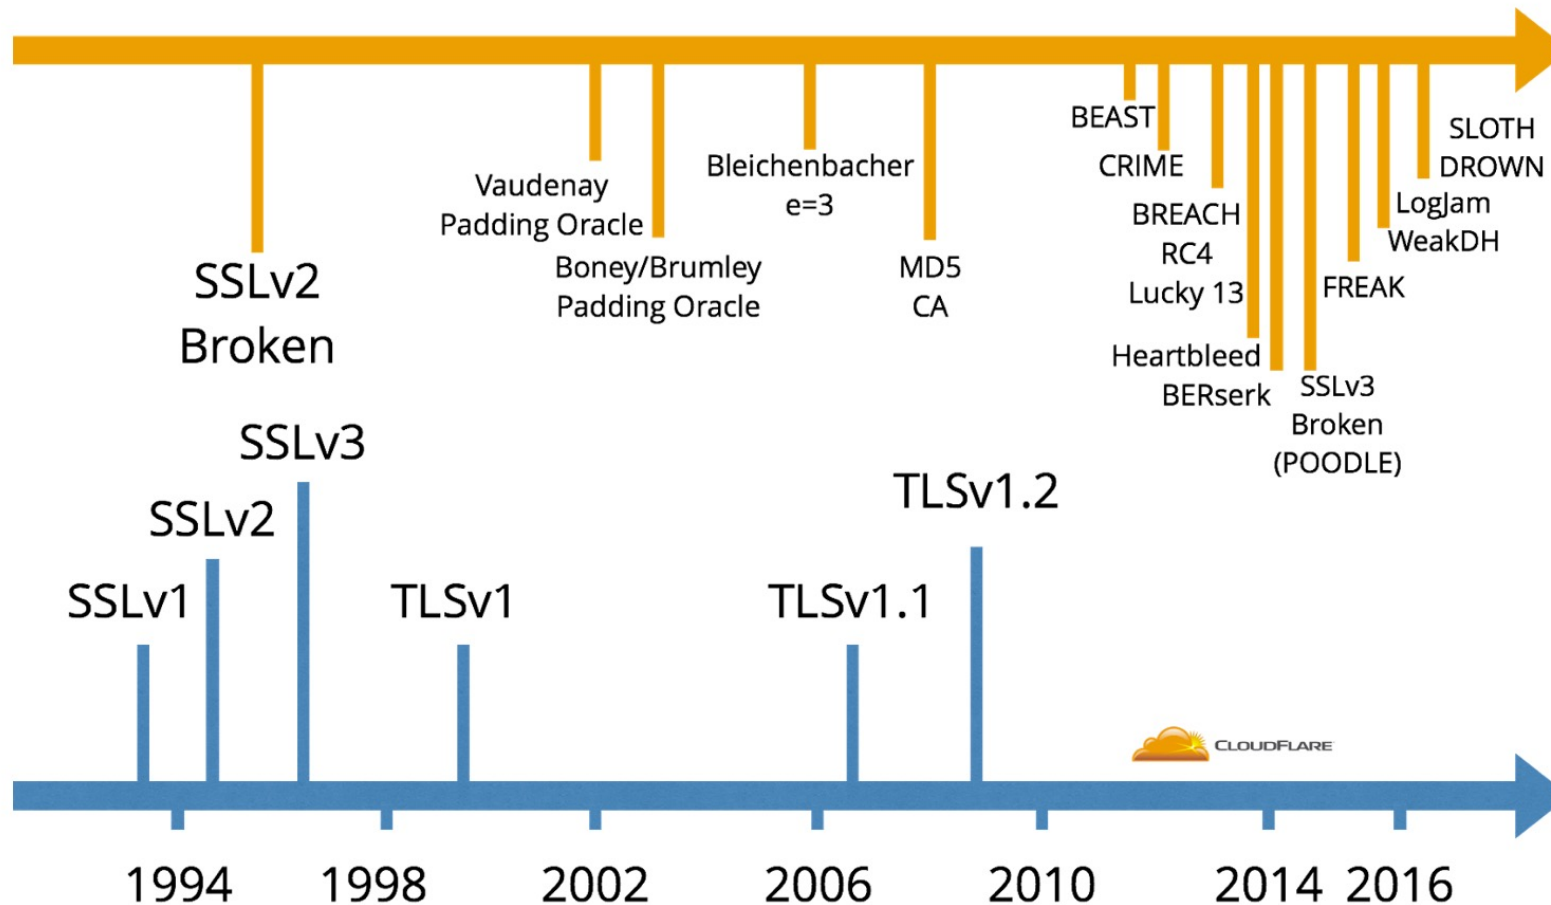 BEAST
CRIME
SLOTH
DROWN
Vaudenay
Padding Oracle
Bleichenbacher
e=3
BREACH
RC4
Lucky 13
LogJam
WeakDH
SSLv2
Broken
Boney/Brumley
Padding Oracle
MD5
CA
FREAK
Heartbleed
BERserk
SSLv3
Broken
(POODLE)
SSLv3
SSLv2
SSLv1
TLSv1
TLSv1.1
TLSv1.2
CLOUDFLARE
1994
1998
2002
2006
2010
2014
2016